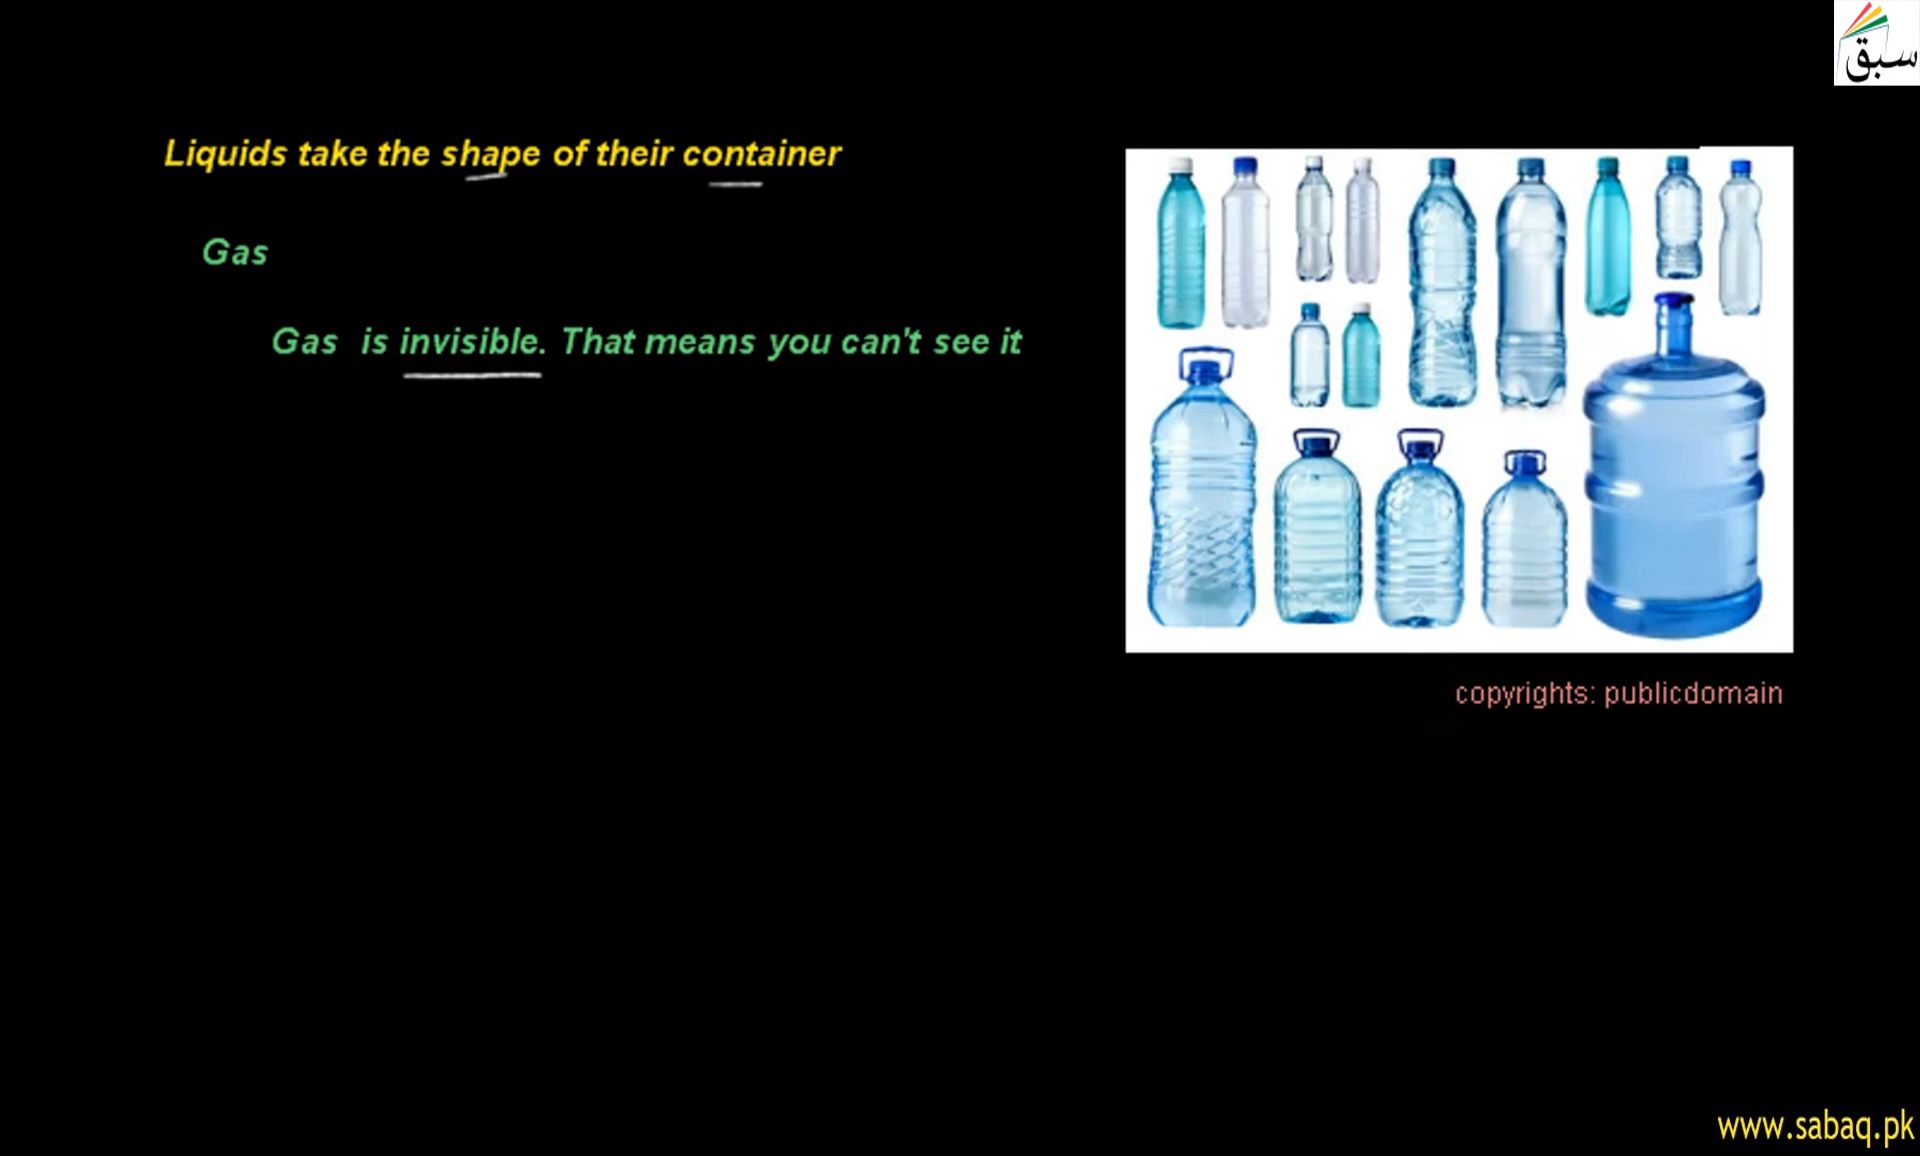 سبق
Liquids take the shape of their container
Gas
Gas is invisible. That means you can't see it
copyrights: publicdomain
www.sabaq.pk